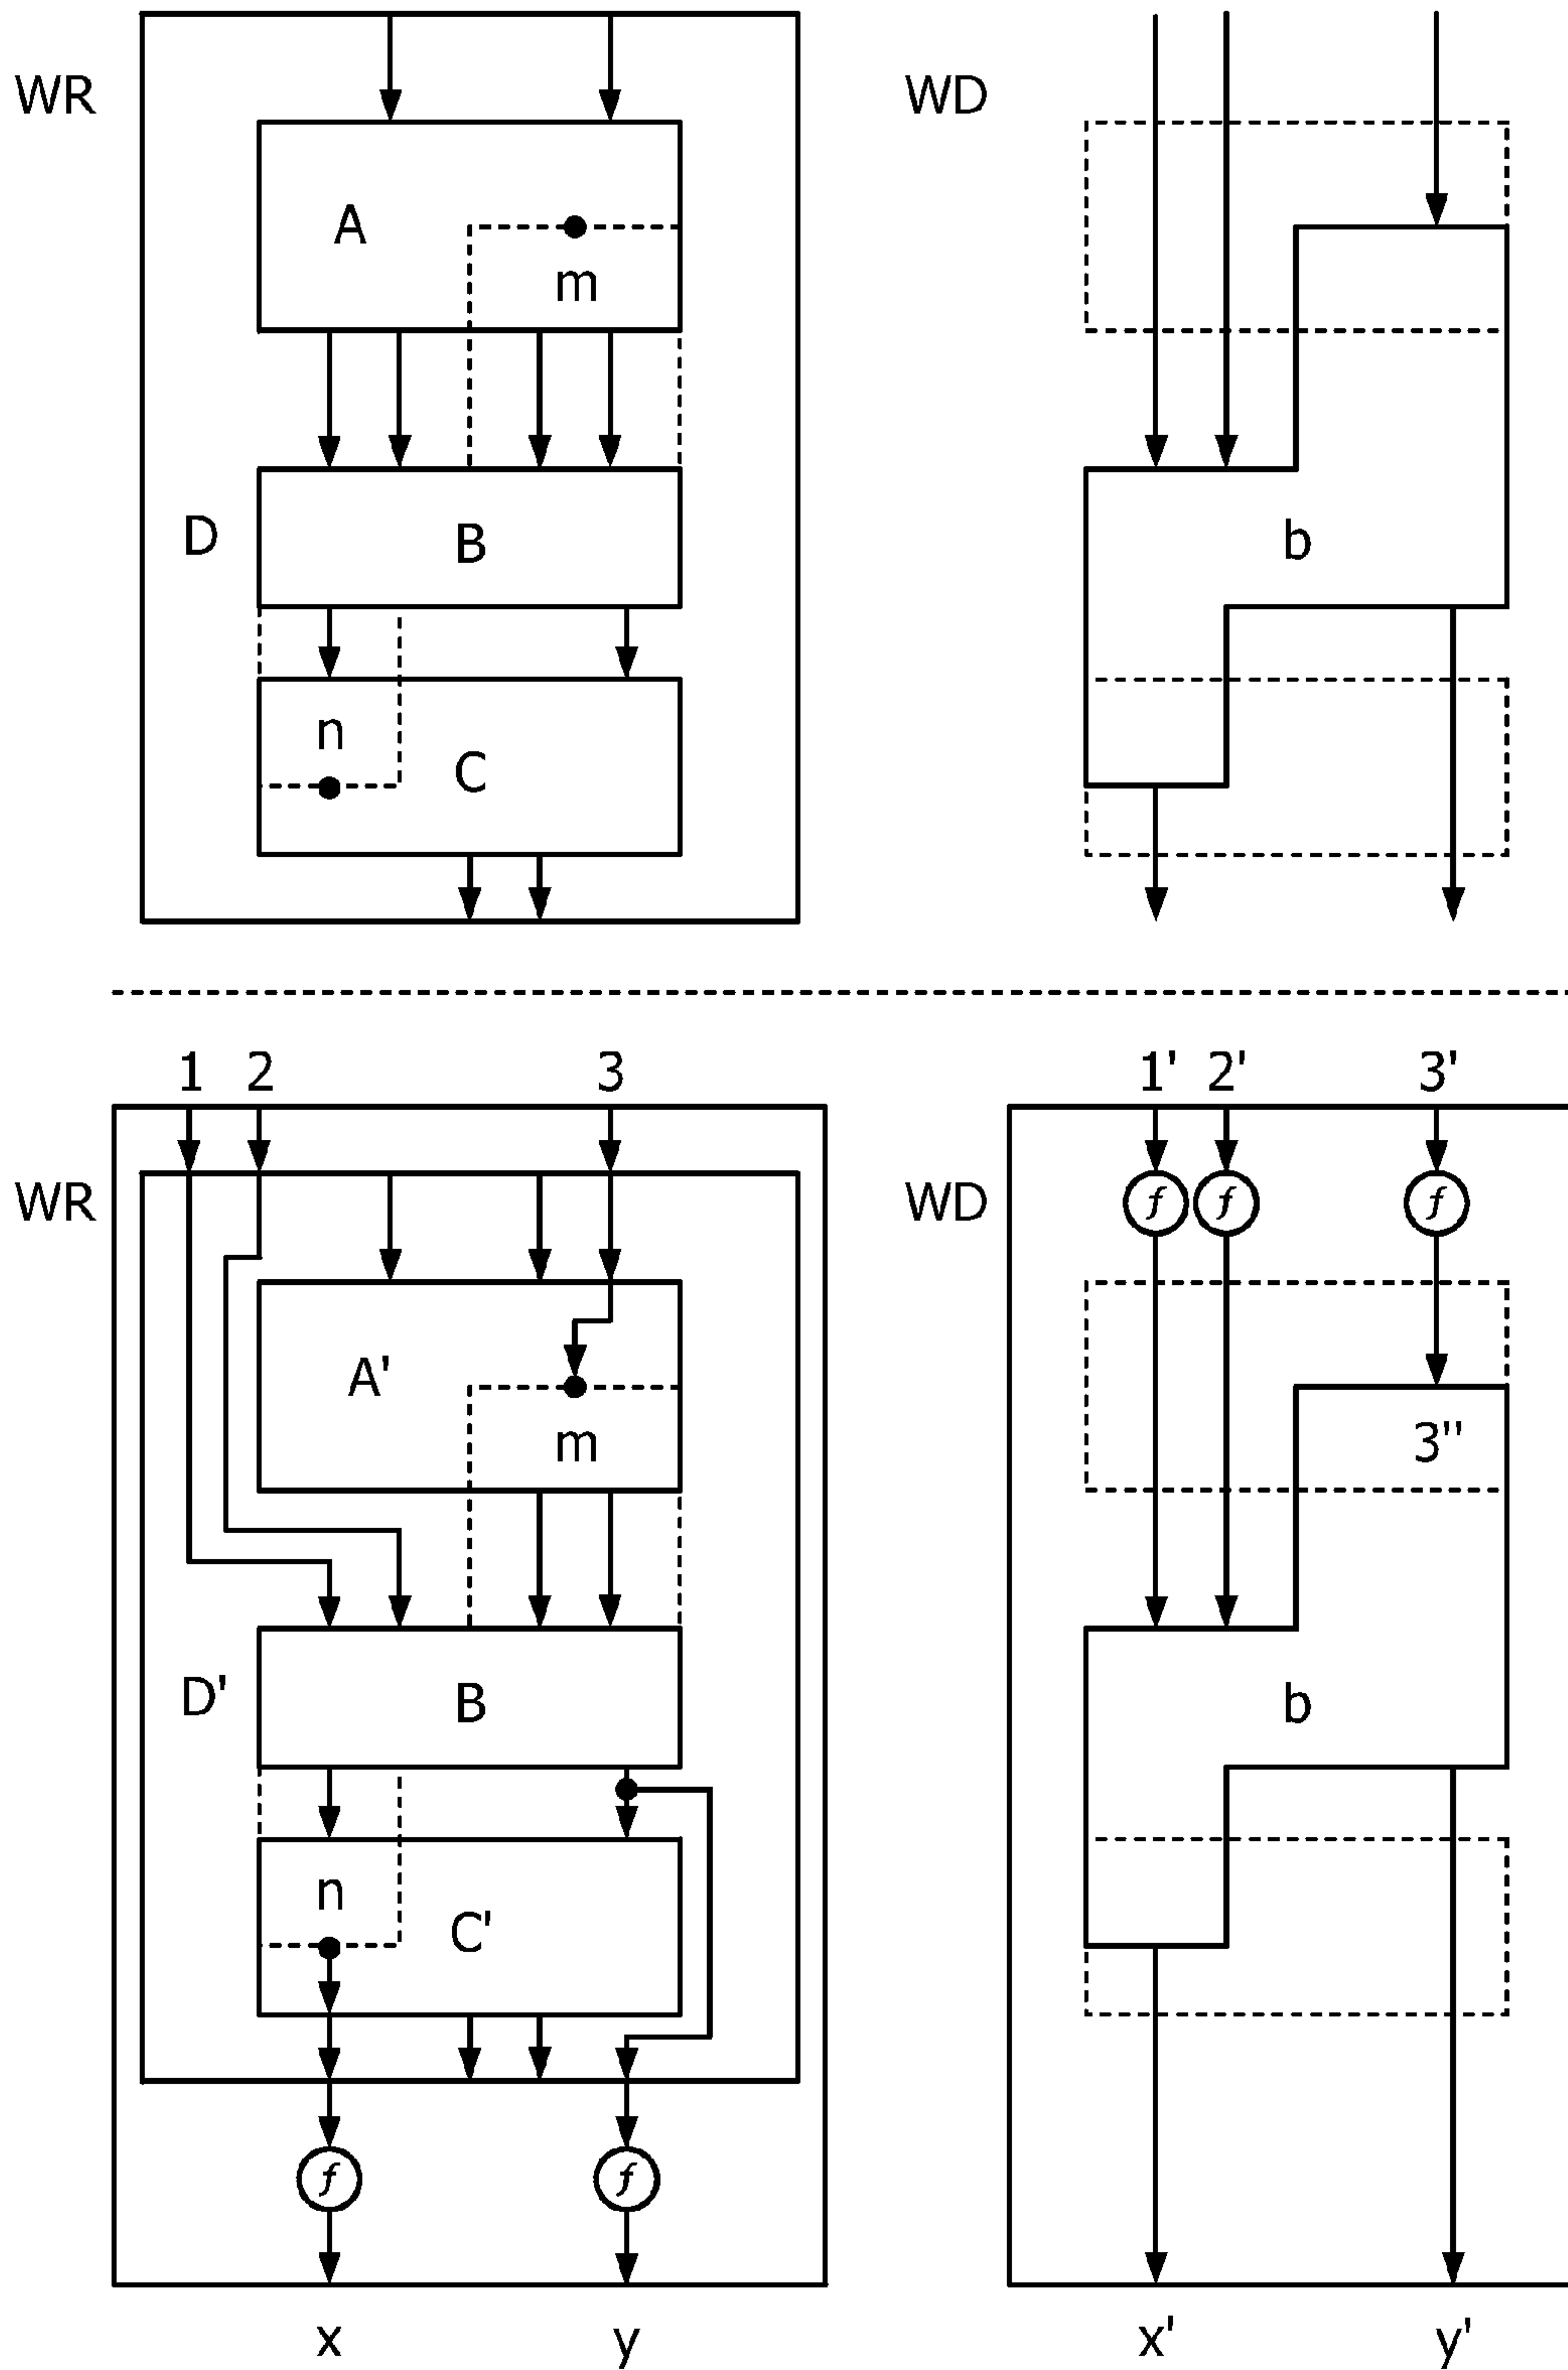 WR WD
A
m
D B b
n
C
1 2 3 1' 2' 3'
WR WD
f f f
A'
m 3''
D' B b
n
C'
f f
x y x' y'